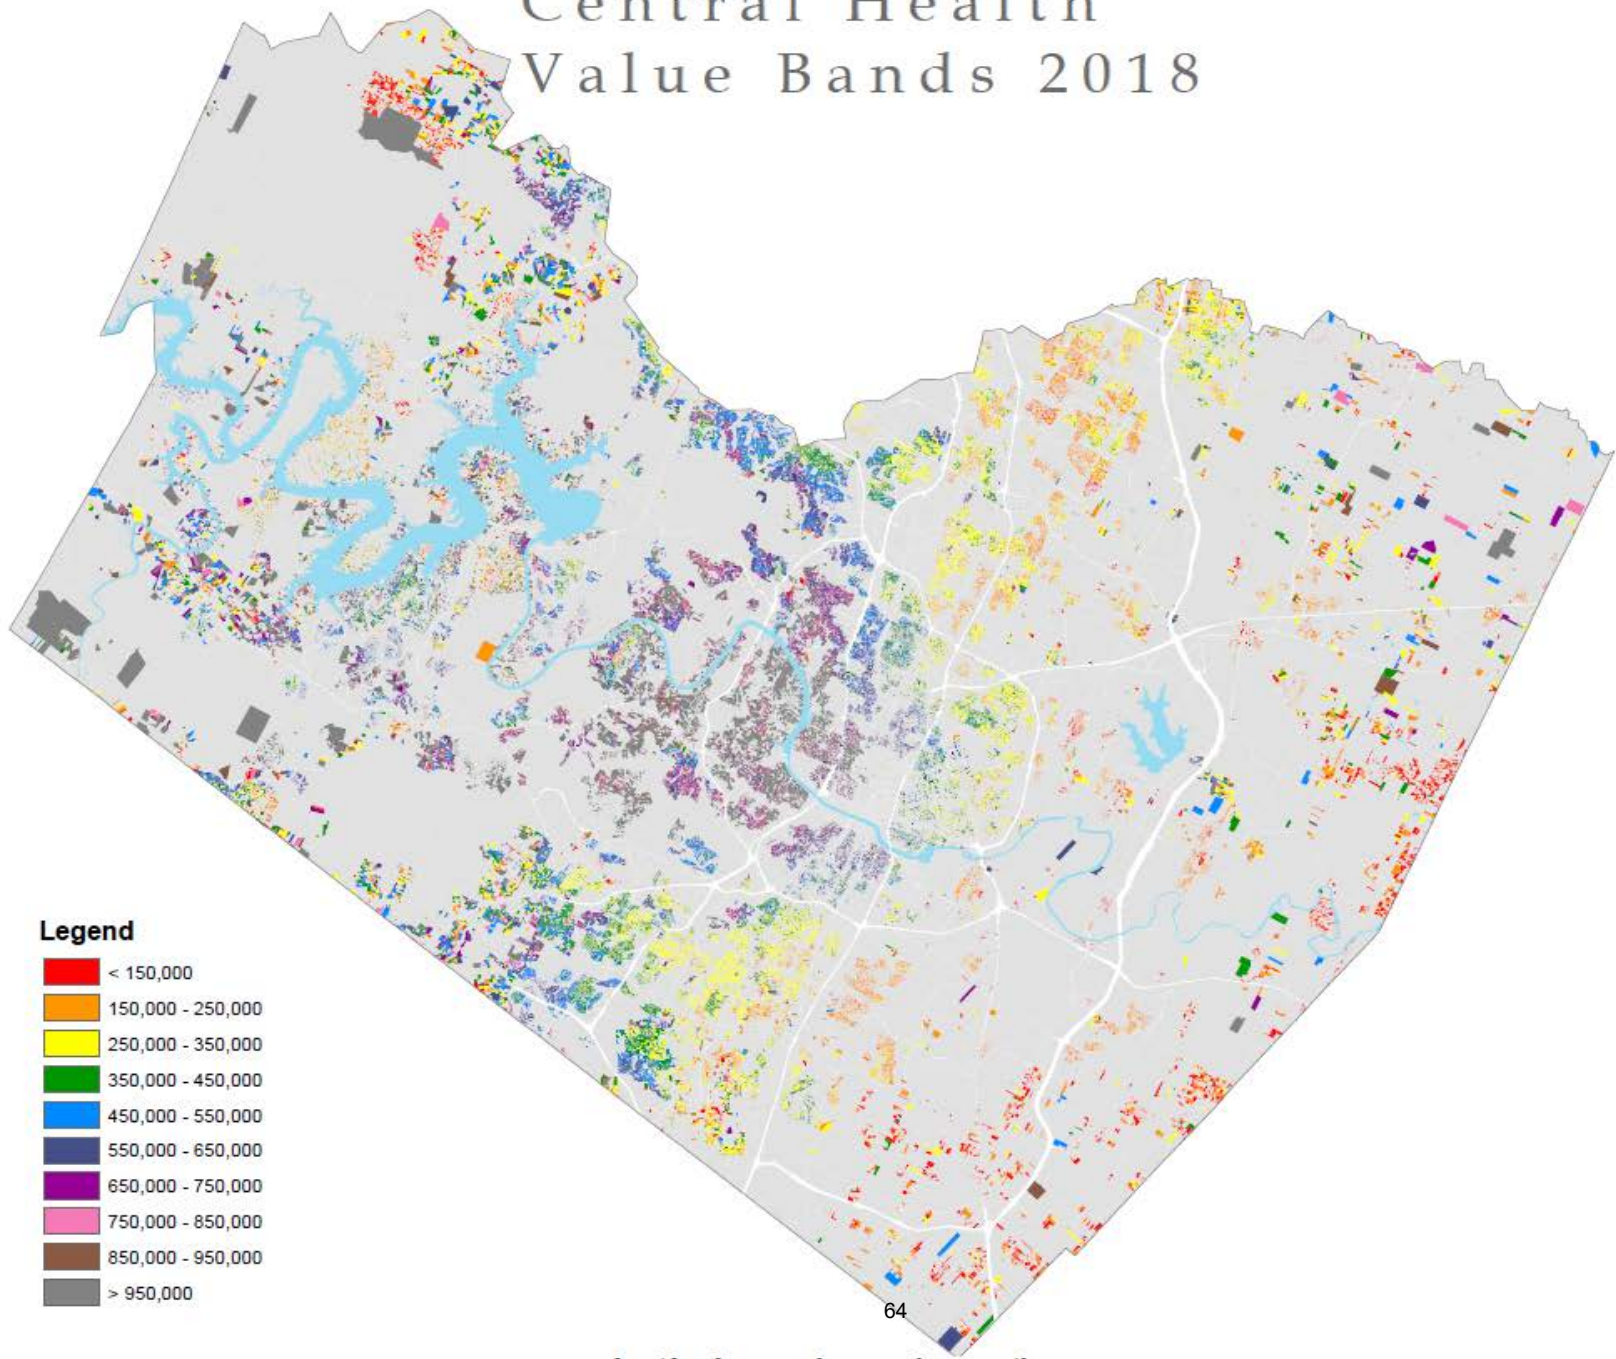 Central Health
Value Bands 2018
Legend
< 150,000
150,000 - 250,000
250,000 - 350,000
350,000 - 450,000
450,000 - 550,000
550,000 - 650,000
650,000 - 750,000
750,000 - 850,000
850,000 - 950,000
> 950,000
64